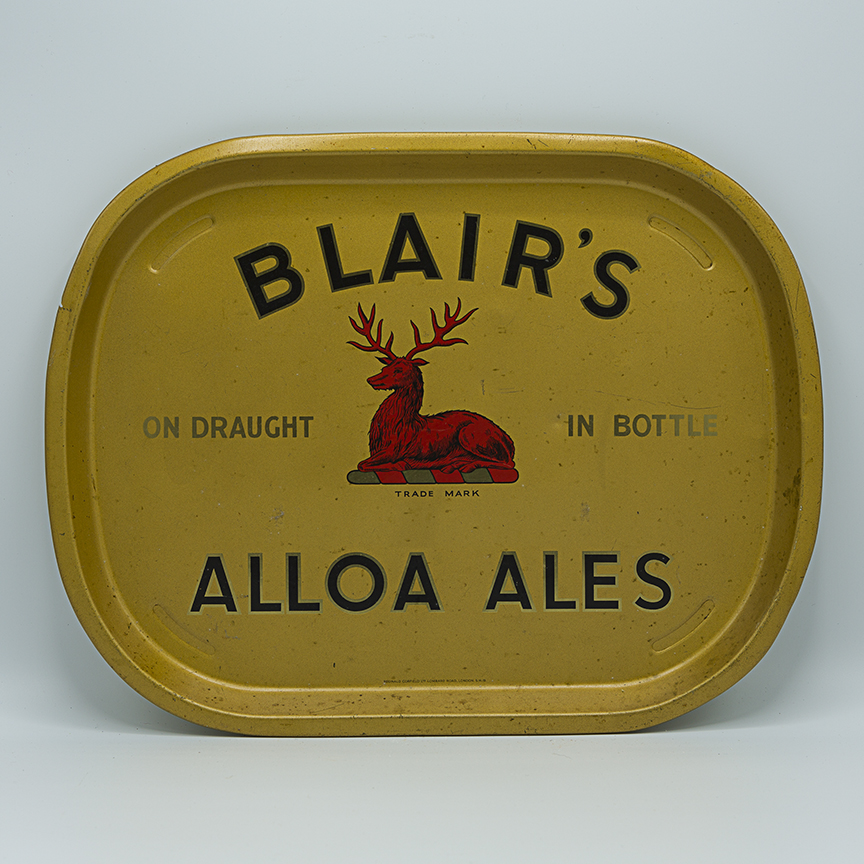 BLAIR'S
ON DRAUGHT
IN BOTTLE
TRADE MARK
ALLOA ALES